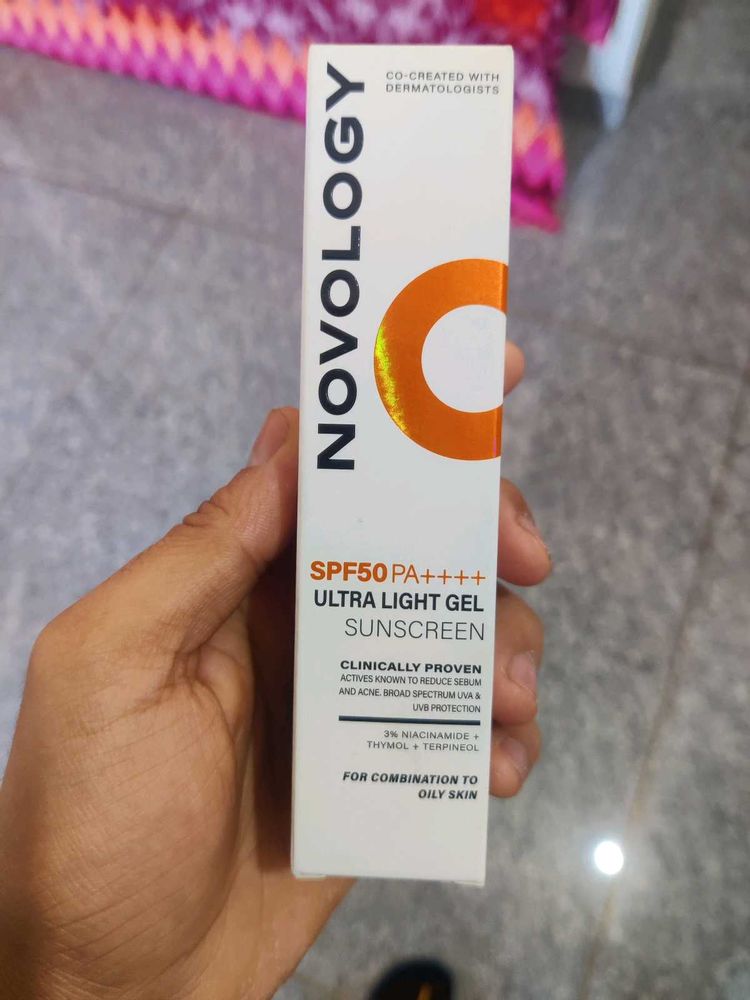 NOVOLOGY
CO-CREATED WITH
DERMATOLOGISTS
SPF50 PA++++
ULTRA LIGHT GEL
SUNSCREEN
CLINICALLY PROVEN
ACTIVES KNOWN TO REDUCE SEBUM
AND ACNE. BROAD SPECTRUM UVA &
UVB PROTECTION
3% NIACINAMIDE +
THYMOL + TERPINEOL
FOR COMBINATION TO
OILY SKIN